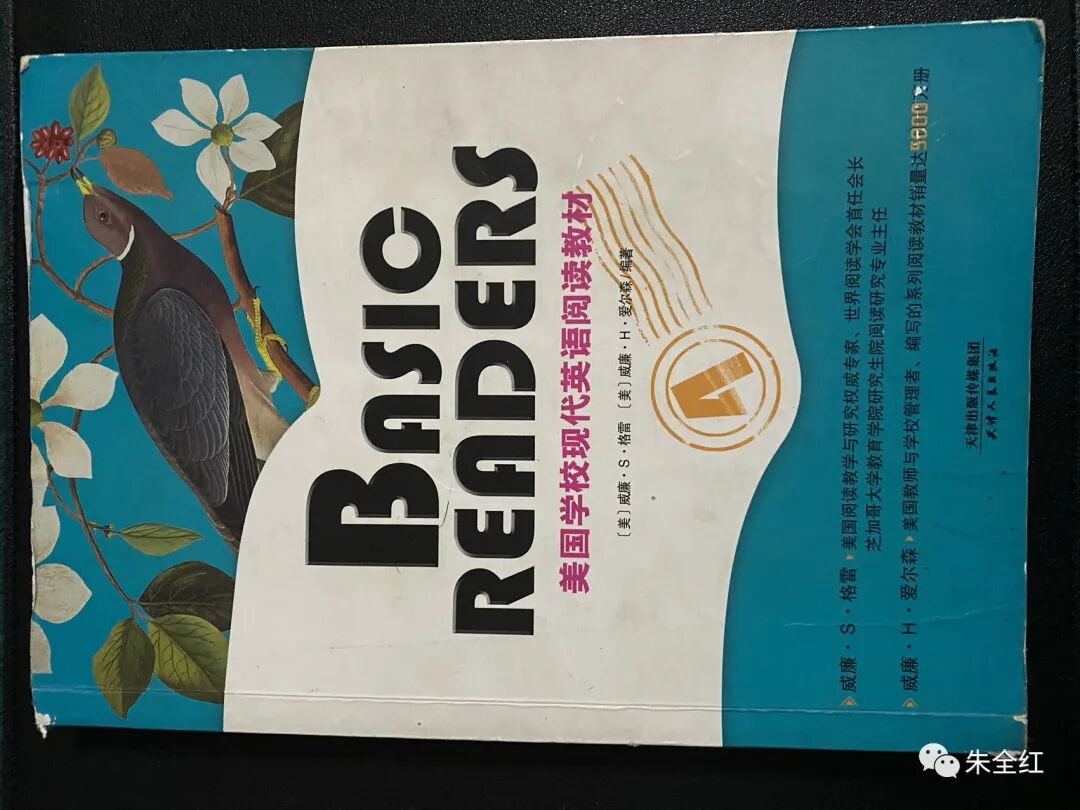 BASIC
READERS
美国学校现代英语阅读教材
〔美〕威廉·S·格雷 〔美〕威廉·H·爱尔森/编著
4
威廉·S·格雷 美国阅读教学与研究权威专家、世界阅读学会首任会长
芝加哥大学教育学院研究生院阅读研究专业主任
威廉·H·爱尔森 美国教师与学校管理者、编写的系列阅读教材销量达5000万册
天津出版传媒集团
天津人民出版社
朱全红